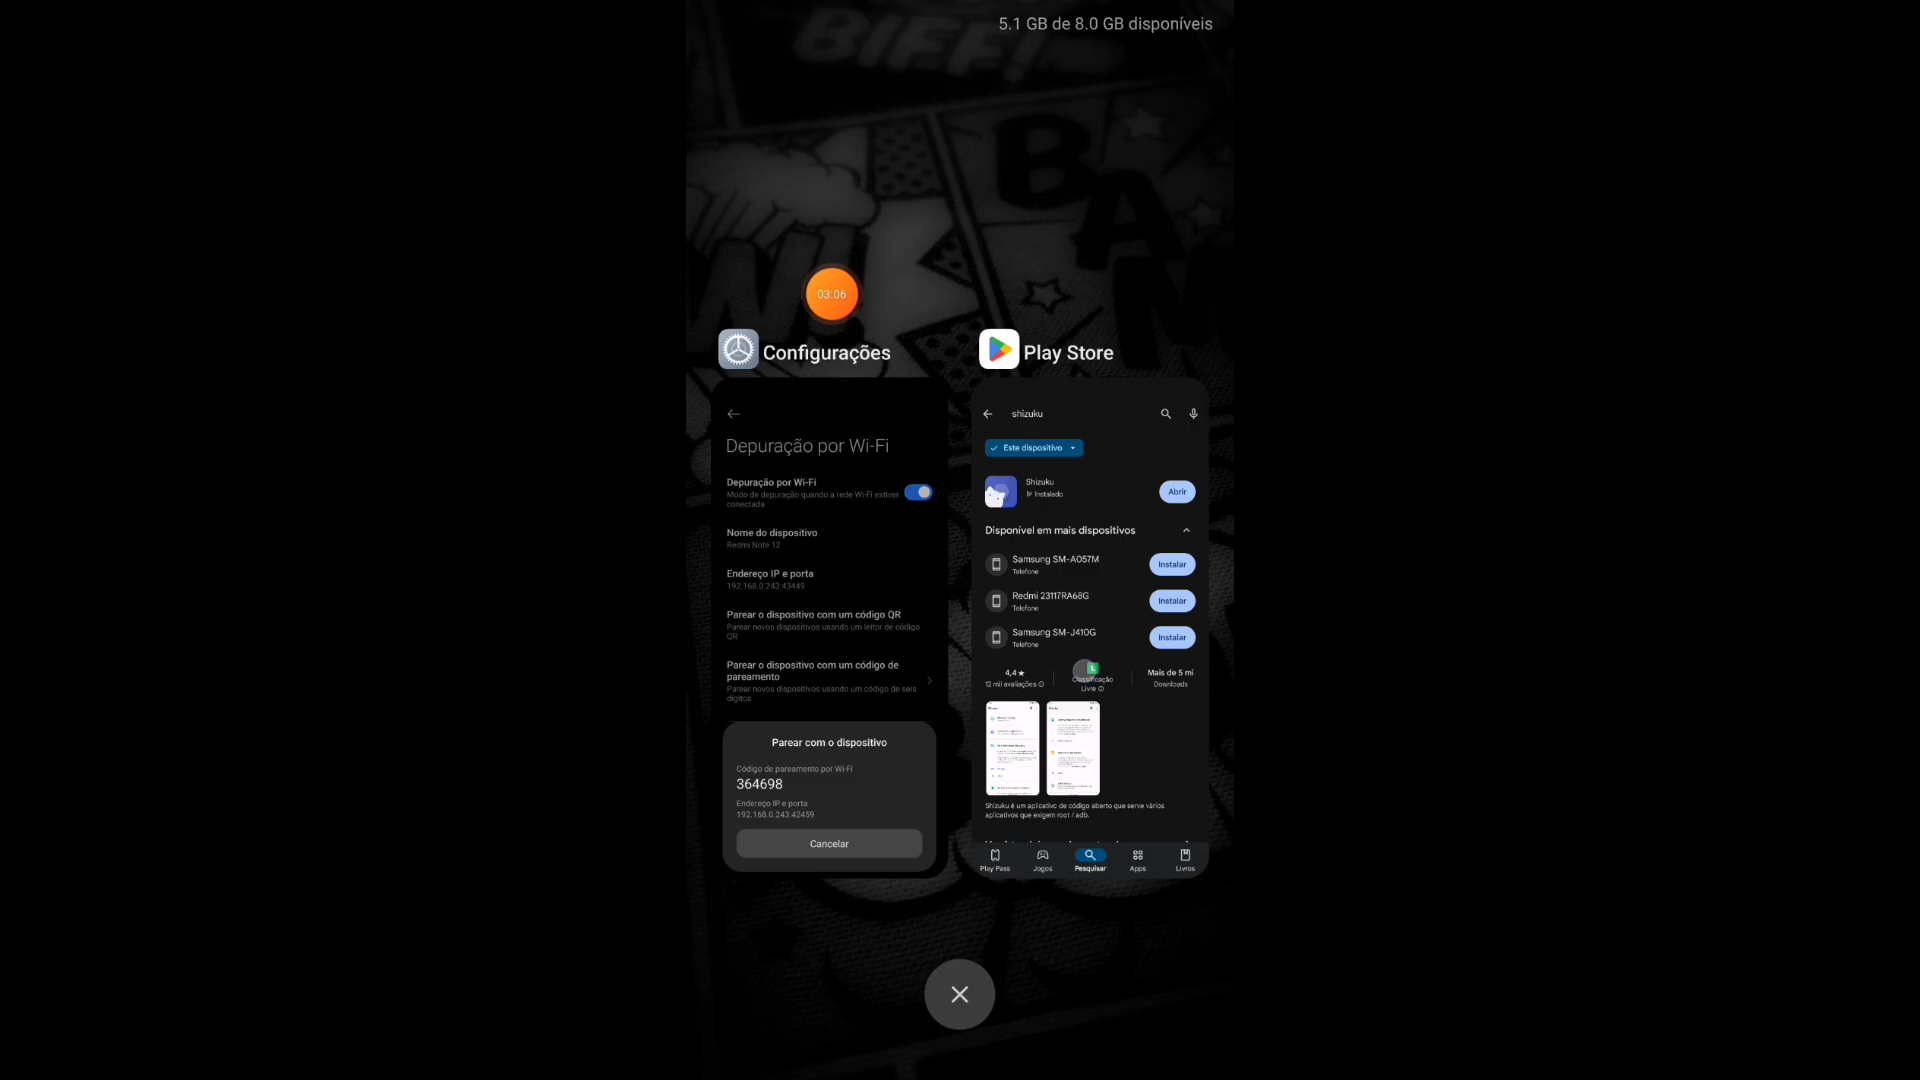 5.1 GB de 8.0 GB disponíveis
BIFF!
BAM
03:06
Configurações
Depuração por Wi-Fi
Depuração por Wi-Fi
Modo de depuração quando a rede Wi-Fi estiver
conectada
Nome do dispositivo
Redmi Note 12
Endereço IP e porta
192.168.0.243:43449
Parear o dispositivo com um código QR
Parear novos dispositivos usando um leitor de código
QR
Parear o dispositivo com um código de
pareamento
Parear novos dispositivos usando um código de seis
dígitos
Parear com o dispositivo
Código de pareamento por Wi-Fi
364698
Endereço IP e porta
192.168.0.243:42459
Cancelar
Play Store
shizuku
Este dispositivo
Shizuku
Instalado
Abrir
Disponível em mais dispositivos
Samsung SM-A057M
Telefone
Instalar
Redmi 23117RA68G
Telefone
Instalar
Samsung SM-J410G
Telefone
Instalar
4,4★
12 mil avaliações
L
Classificação
Livre
Mais de 5 mi
Downloads
Shizuku é um aplicativo de código aberto que serve vários
aplicativos que exigem root / adb.
Play Pass
Jogos
Pesquisar
Apps
Livros